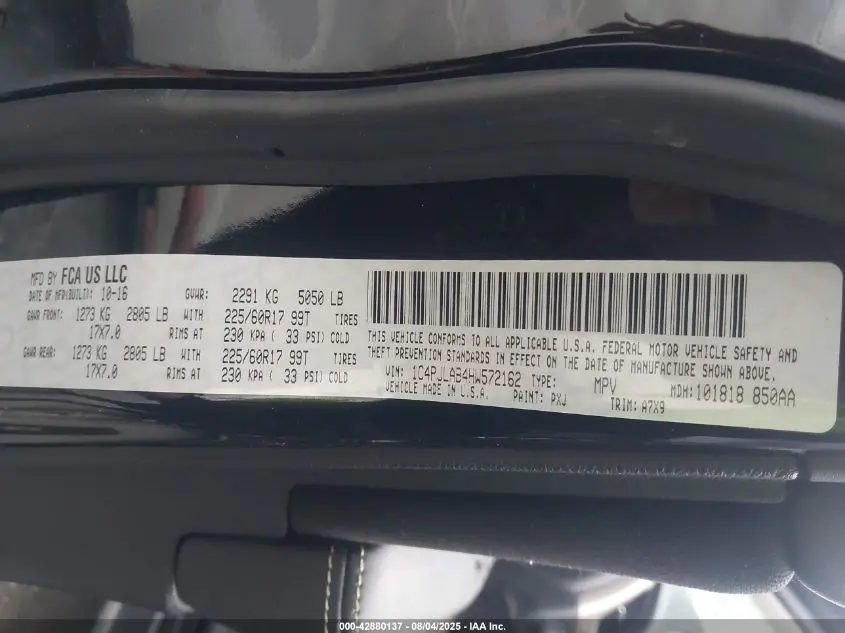 MFD BY FCA US LLC
DATE OF MFR(BUILT): 10-16 GVWR: 2291 KG 5050 LB
GAWR FRONT: 1273 KG 2805 LB WITH 225/60R17 99T TIRES
17X7.0 RIMS AT 230 KPA ( 33 PSI) COLD
GAWR REAR: 1273 KG 2805 LB WITH 225/60R17 99T TIRES
17X7.0 RIMS AT 230 KPA ( 33 PSI) COLD
THIS VEHICLE CONFORMS TO ALL APPLICABLE U.S.A. FEDERAL MOTOR VEHICLE SAFETY AND
THEFT PREVENTION STANDARDS IN EFFECT ON THE DATE OF MANUFACTURE SHOWN ABOVE.
VIN: 1C4PJLAB4HW572162 TYPE: MPV MDH:101818 850AA
VEHICLE MADE IN U.S.A. PAINT: PXJ TRIM: A7X9
000-42880137 - 08/04/2025 - IAA Inc.